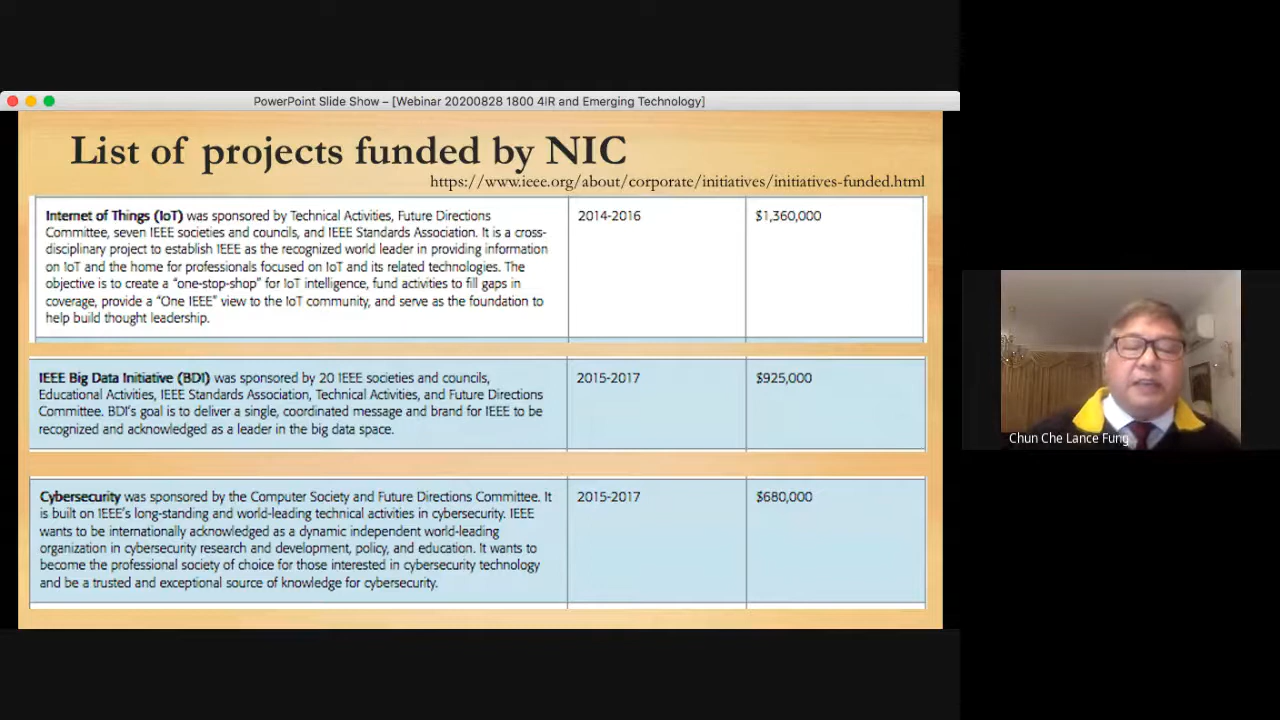 PowerPoint Slide Show – [Webinar 20200828 1800 4IR and Emerging Technology]
List of projects funded by NIC
https://www.ieee.org/about/corporate/initiatives/initiatives-funded.html
Internet of Things (IoT) was sponsored by Technical Activities, Future Directions
Committee, seven IEEE societies and councils, and IEEE Standards Association. It is a cross-
disciplinary project to establish IEEE as the recognized world leader in providing information
on IoT and the home for professionals focused on IoT and its related technologies. The
objective is to create a “one-stop-shop” for IoT intelligence, fund activities to fill gaps in
coverage, provide a “One IEEE” view to the IoT community, and serve as the foundation to
help build thought leadership.
2014-2016
$1,360,000
IEEE Big Data Initiative (BDI) was sponsored by 20 IEEE societies and councils,
Educational Activities, IEEE Standards Association, Technical Activities, and Future Directions
Committee. BDI’s goal is to deliver a single, coordinated message and brand for IEEE to be
recognized and acknowledged as a leader in the big data space.
2015-2017
$925,000
Cybersecurity was sponsored by the Computer Society and Future Directions Committee. It
is built on IEEE’s long-standing and world-leading technical activities in cybersecurity. IEEE
wants to be internationally acknowledged as a dynamic independent world-leading
organization in cybersecurity research and development, policy, and education. It wants to
become the professional society of choice for those interested in cybersecurity technology
and be a trusted and exceptional source of knowledge for cybersecurity.
2015-2017
$680,000
Chun Che Lance Fung